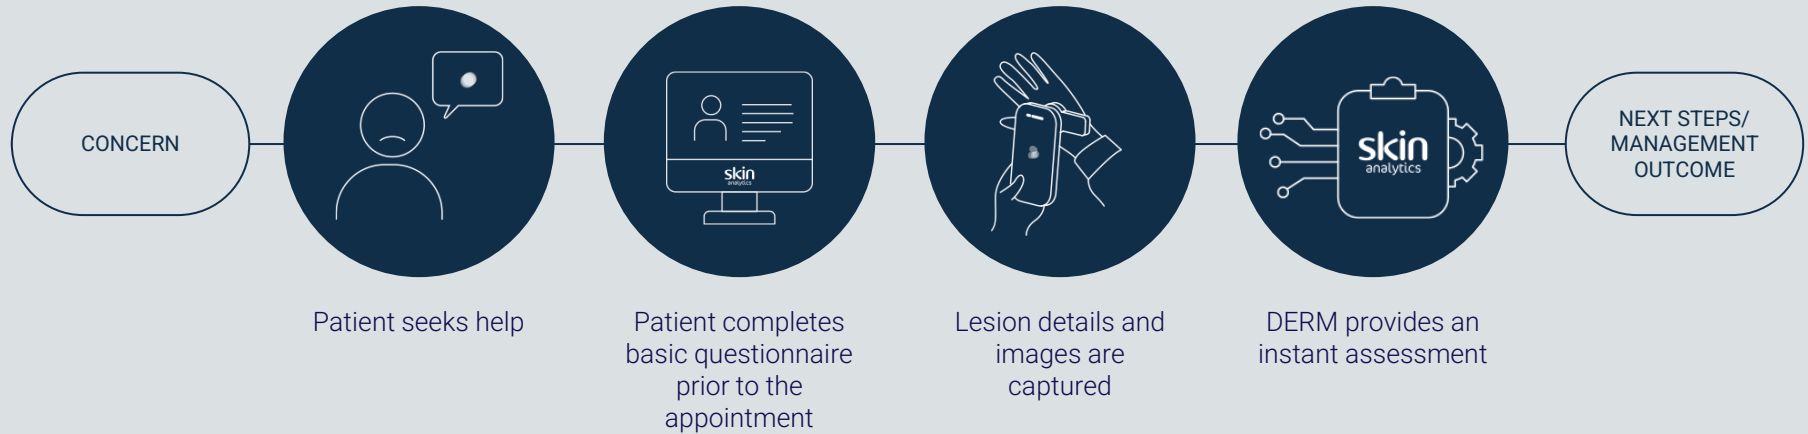 CONCERN
skin
analytics
skin
analytics
NEXT STEPS/
MANAGEMENT
OUTCOME
Patient seeks help
Patient completes
basic questionnaire
prior to the
appointment
Lesion details and
images are
captured
DERM provides an
instant assessment